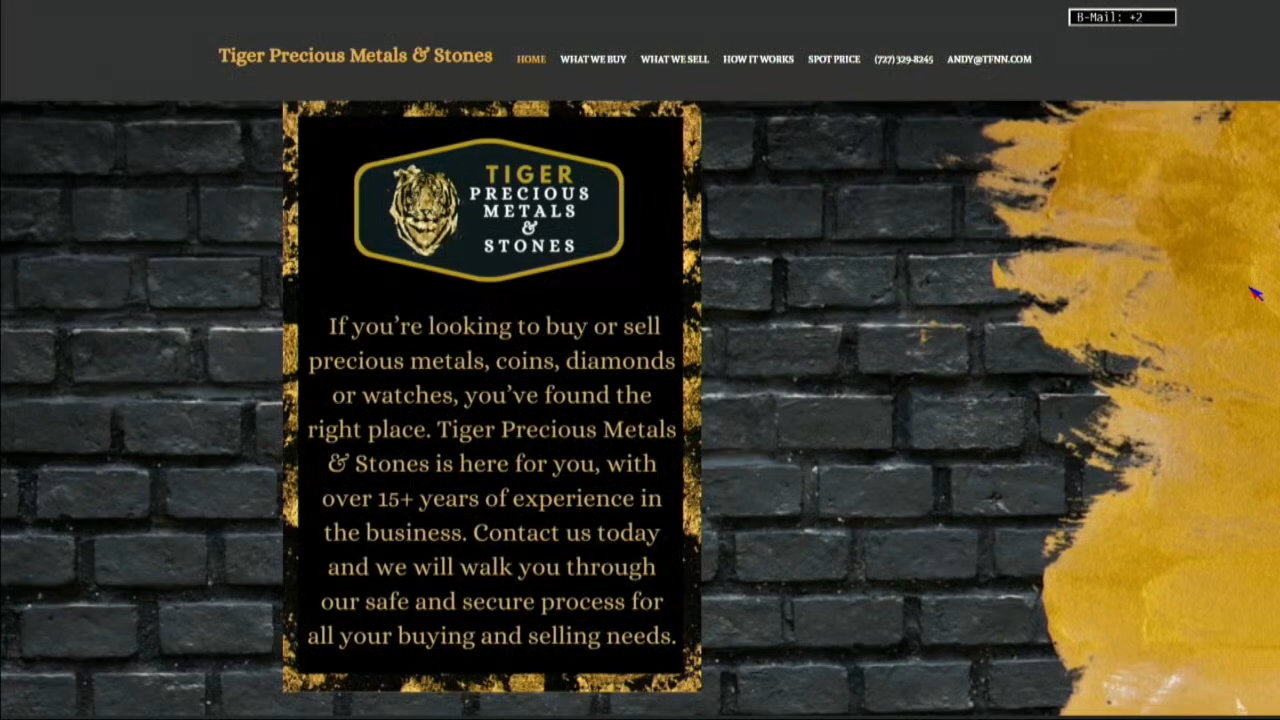 B-Mail: +2
Tiger Precious Metals & Stones
HOME WHAT WE BUY WHAT WE SELL HOW IT WORKS SPOT PRICE (727) 329-8245 ANDY@TFNN.COM
TIGER
PRECIOUS
METALS
&
STONES
If you’re looking to buy or sell
precious metals, coins, diamonds
or watches, you’ve found the
right place. Tiger Precious Metals
& Stones is here for you, with
over 15+ years of experience in
the business. Contact us today
and we will walk you through
our safe and secure process for
all your buying and selling needs.